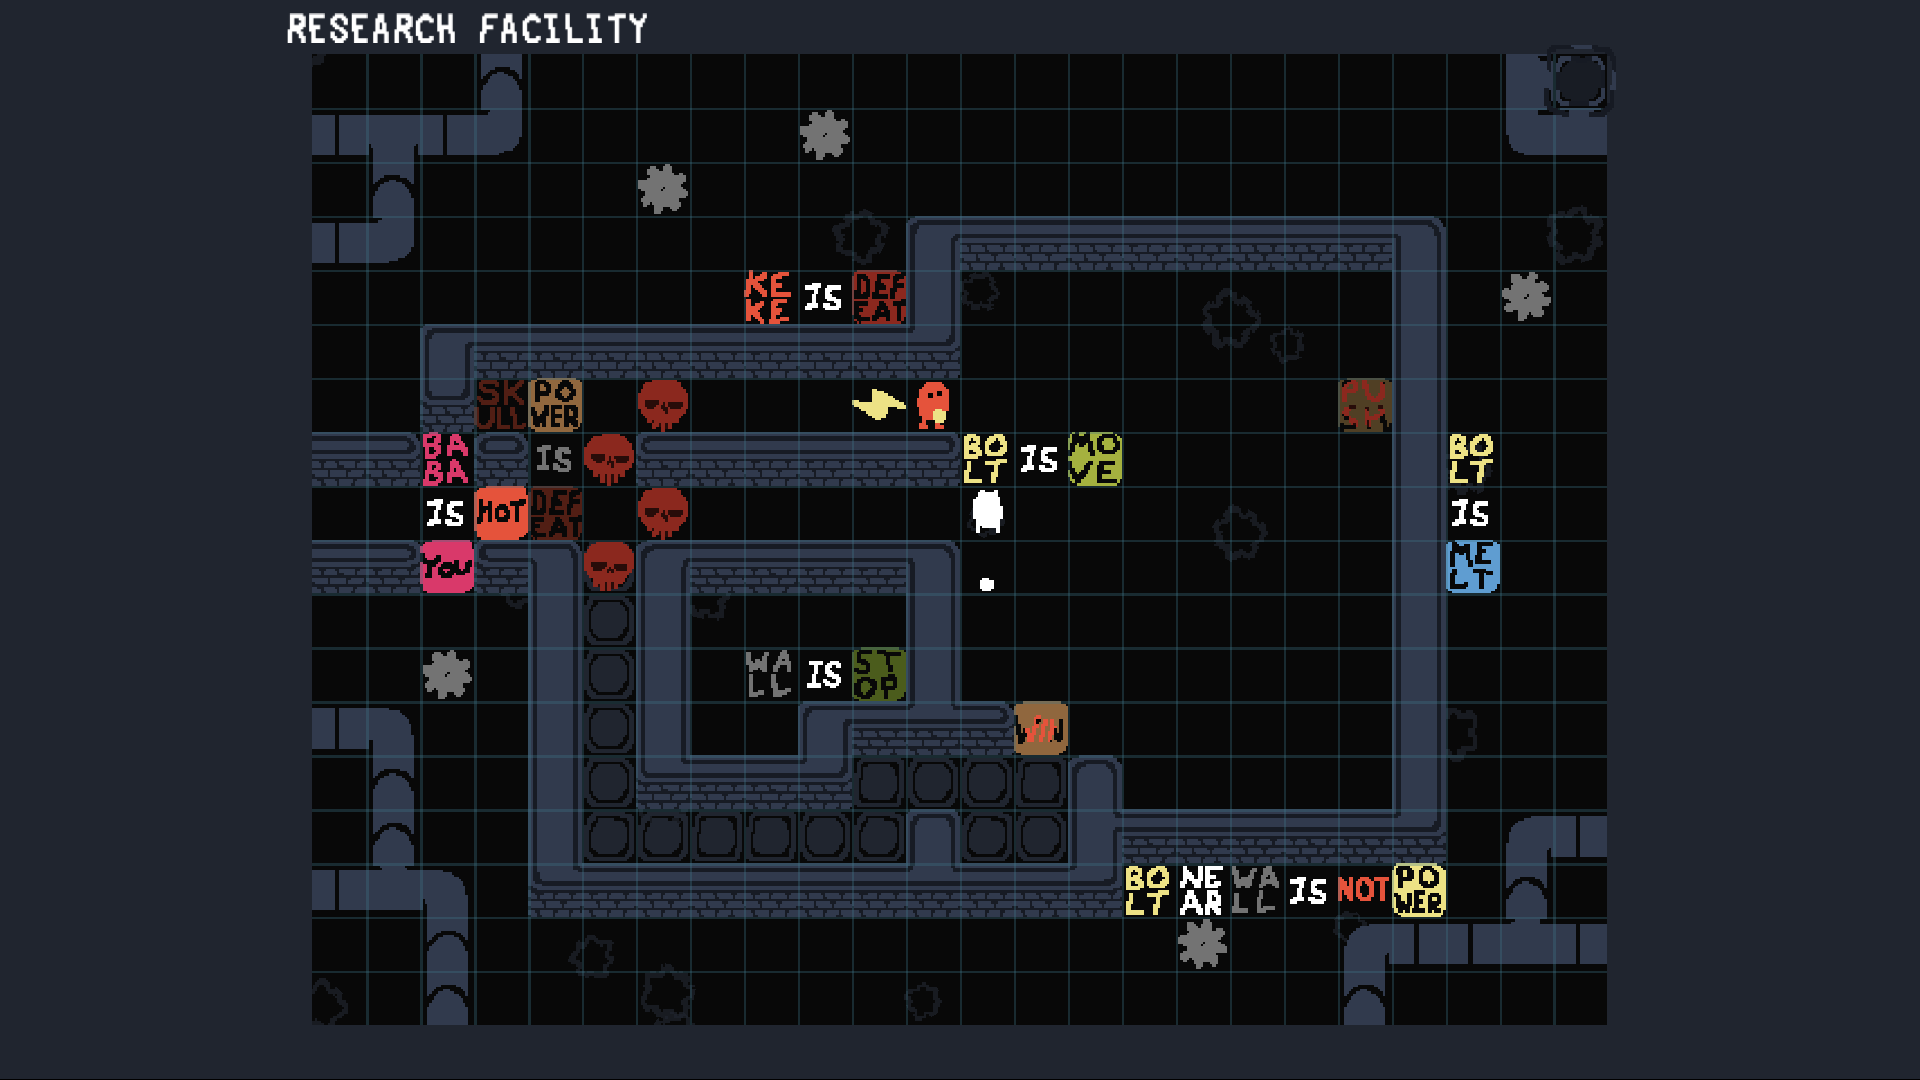 RESEARCH FACILITY
KEKE IS DEFEAT
SKULL POWER
BABA IS BOLT IS MOVE BOLT
IS HOT DEFEAT IS
YOU MELT
WALL IS STOP
WIN
BOLT NEAR WALL IS NOT POWER